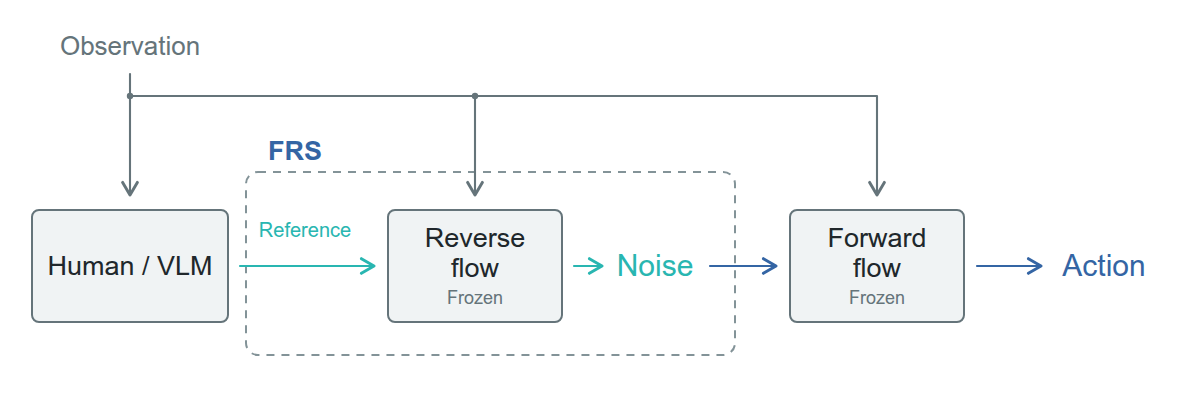 Observation
FRS
Reference
Human / VLM
Reverse
flow
Frozen
Noise
Forward
flow
Frozen
Action